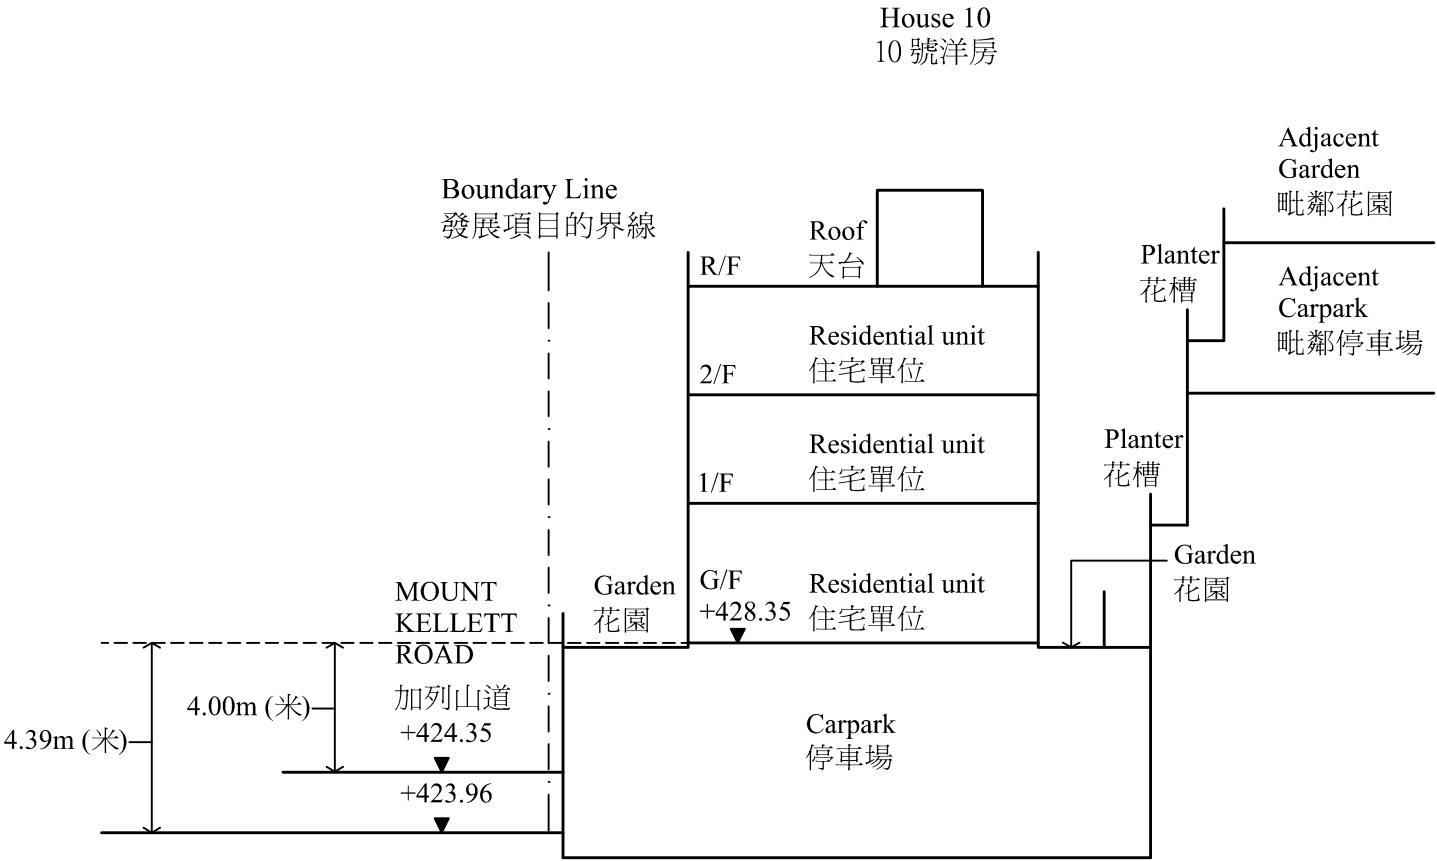 House 10
10 號洋房
Adjacent
Garden
毗鄰花園
Boundary Line
發展項目的界線
Roof
天台
R/F
Planter
花槽
Adjacent
Carpark
毗鄰停車場
Residential unit
住宅單位
2/F
Planter
花槽
Residential unit
住宅單位
1/F
Garden
花園
Garden
花園
G/F
+428.35
Residential unit
住宅單位
MOUNT
KELLETT
ROAD
加列山道
+424.35
4.00m (米)
4.39m (米)
Carpark
停車場
+423.96